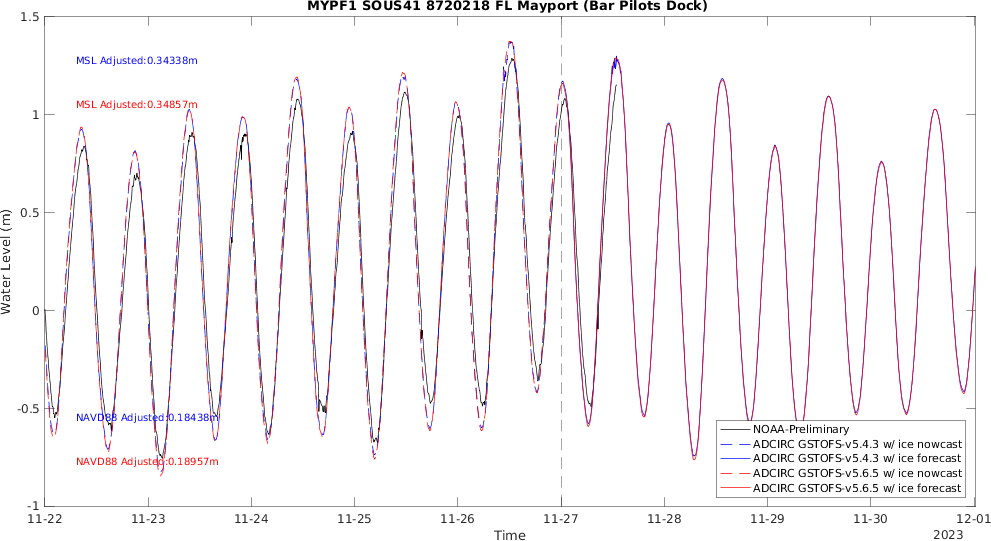 MYPF1 SOUS41 8720218 FL Mayport (Bar Pilots Dock)
1.5
MSL Adjusted:0.34338m
MSL Adjusted:0.34857m
1
0.5
Water Level (m)
0
-0.5
NAVD88 Adjusted:0.18438m
NAVD88 Adjusted:0.18957m
-1
NOAA-Preliminary
ADCIRC GSTOFS-v5.4.3 w/ ice nowcast
ADCIRC GSTOFS-v5.4.3 w/ ice forecast
ADCIRC GSTOFS-v5.6.5 w/ ice nowcast
ADCIRC GSTOFS-v5.6.5 w/ ice forecast
11-22 11-23 11-24 11-25 11-26 11-27 11-28 11-29 11-30 12-01
Time
2023